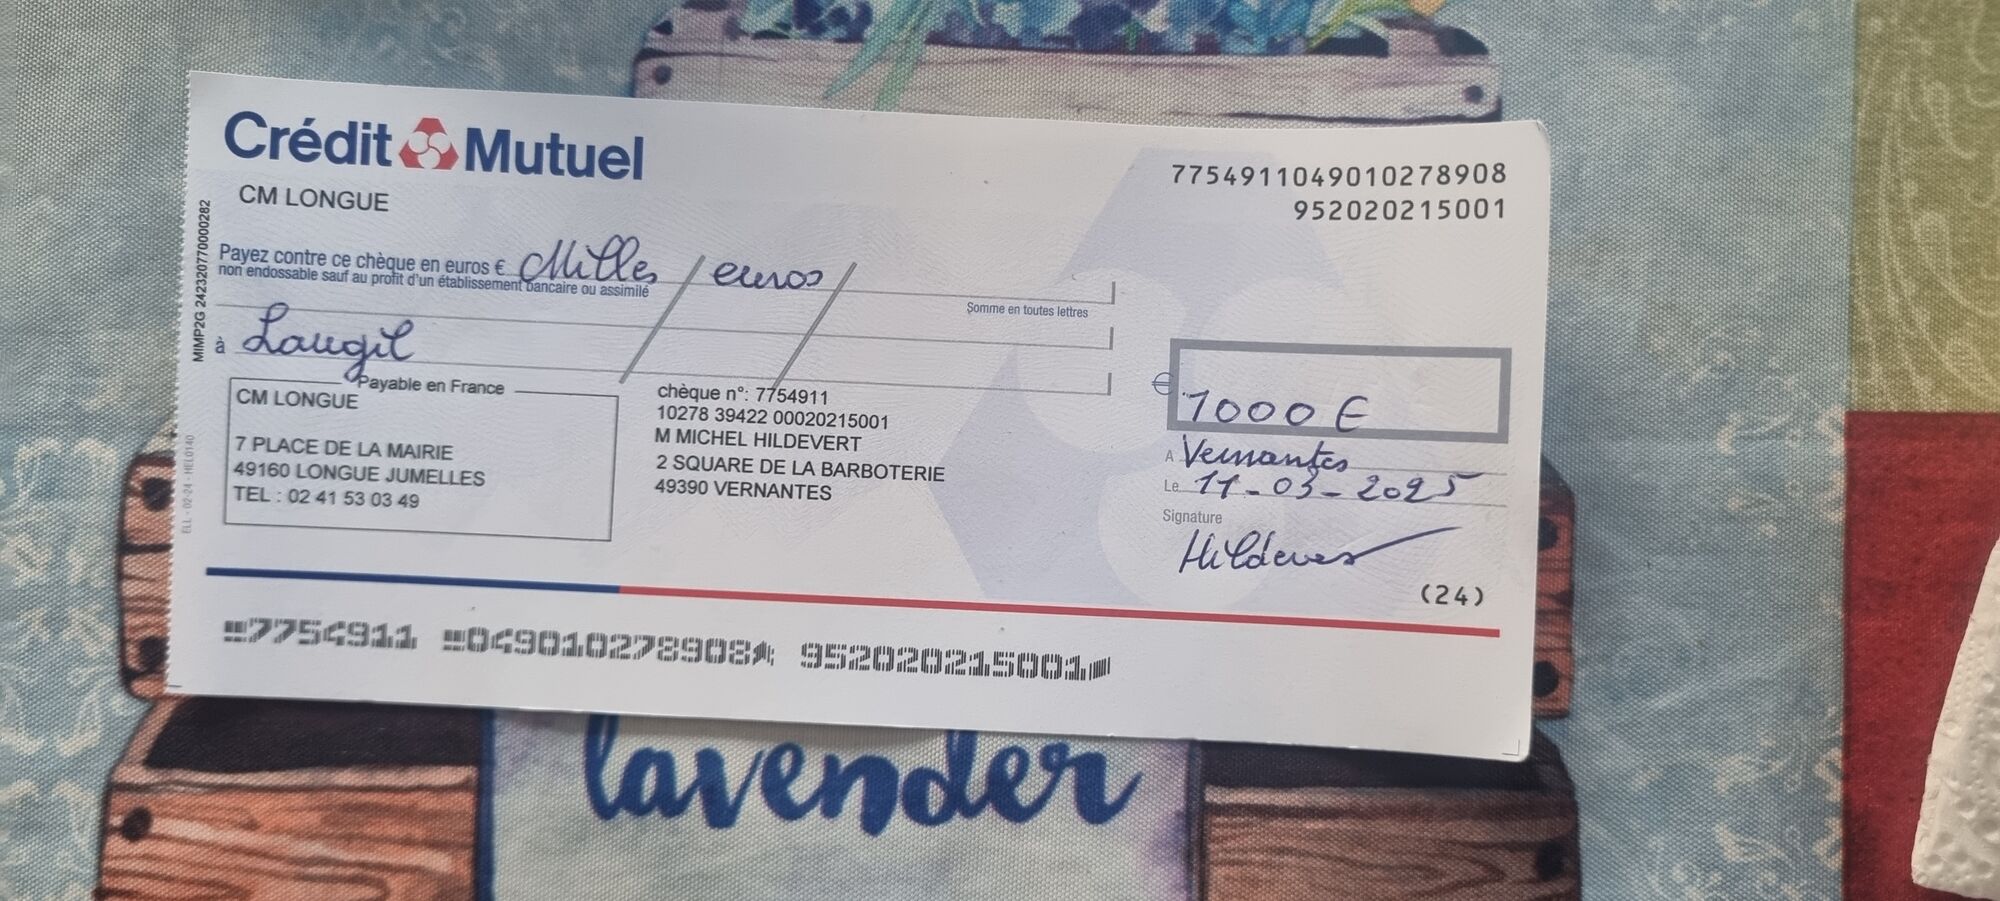 Crédit Mutuel
CM LONGUE
7754911049010278908
952020215001
MIMP2G 242320770000282
Payez contre ce chèque en euros € Milles euros
non endossable sauf au profit d'un établissement bancaire ou assimilé
Somme en toutes lettres
à Laugil
Payable en France
CM LONGUE
7 PLACE DE LA MAIRIE
49160 LONGUE JUMELLES
TEL : 02 41 53 03 49
ELL - 02-24 - HEL0140
chèque n°: 7754911
10278 39422 00020215001
M MICHEL HILDEVERT
2 SQUARE DE LA BARBOTERIE
49390 VERNANTES
€ 1000 €
A Vernantes
Le 11-03-2025
Signature
Hildever
(24)
7754911 049010278908 952020215001
lavender